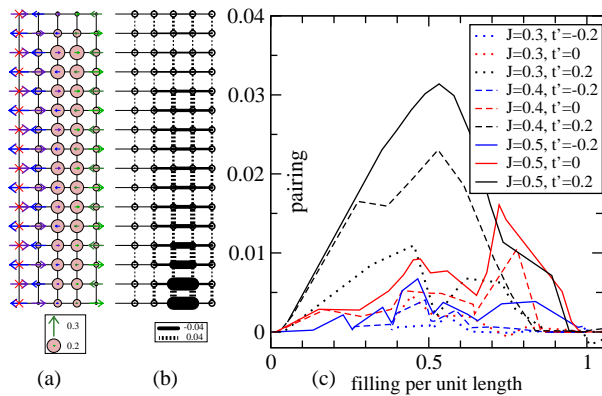 0.04
0.03
0.02
0.01
0
pairing
J=0.3, t'=-0.2
J=0.3, t'=0
J=0.3, t'=0.2
J=0.4, t'=-0.2
J=0.4, t'=0
J=0.4, t'=0.2
J=0.5, t'=-0.2
J=0.5, t'=0
J=0.5, t'=0.2
0 0.5 1
filling per unit length
0.3
0.2
-0.04
0.04
(a) (b) (c)